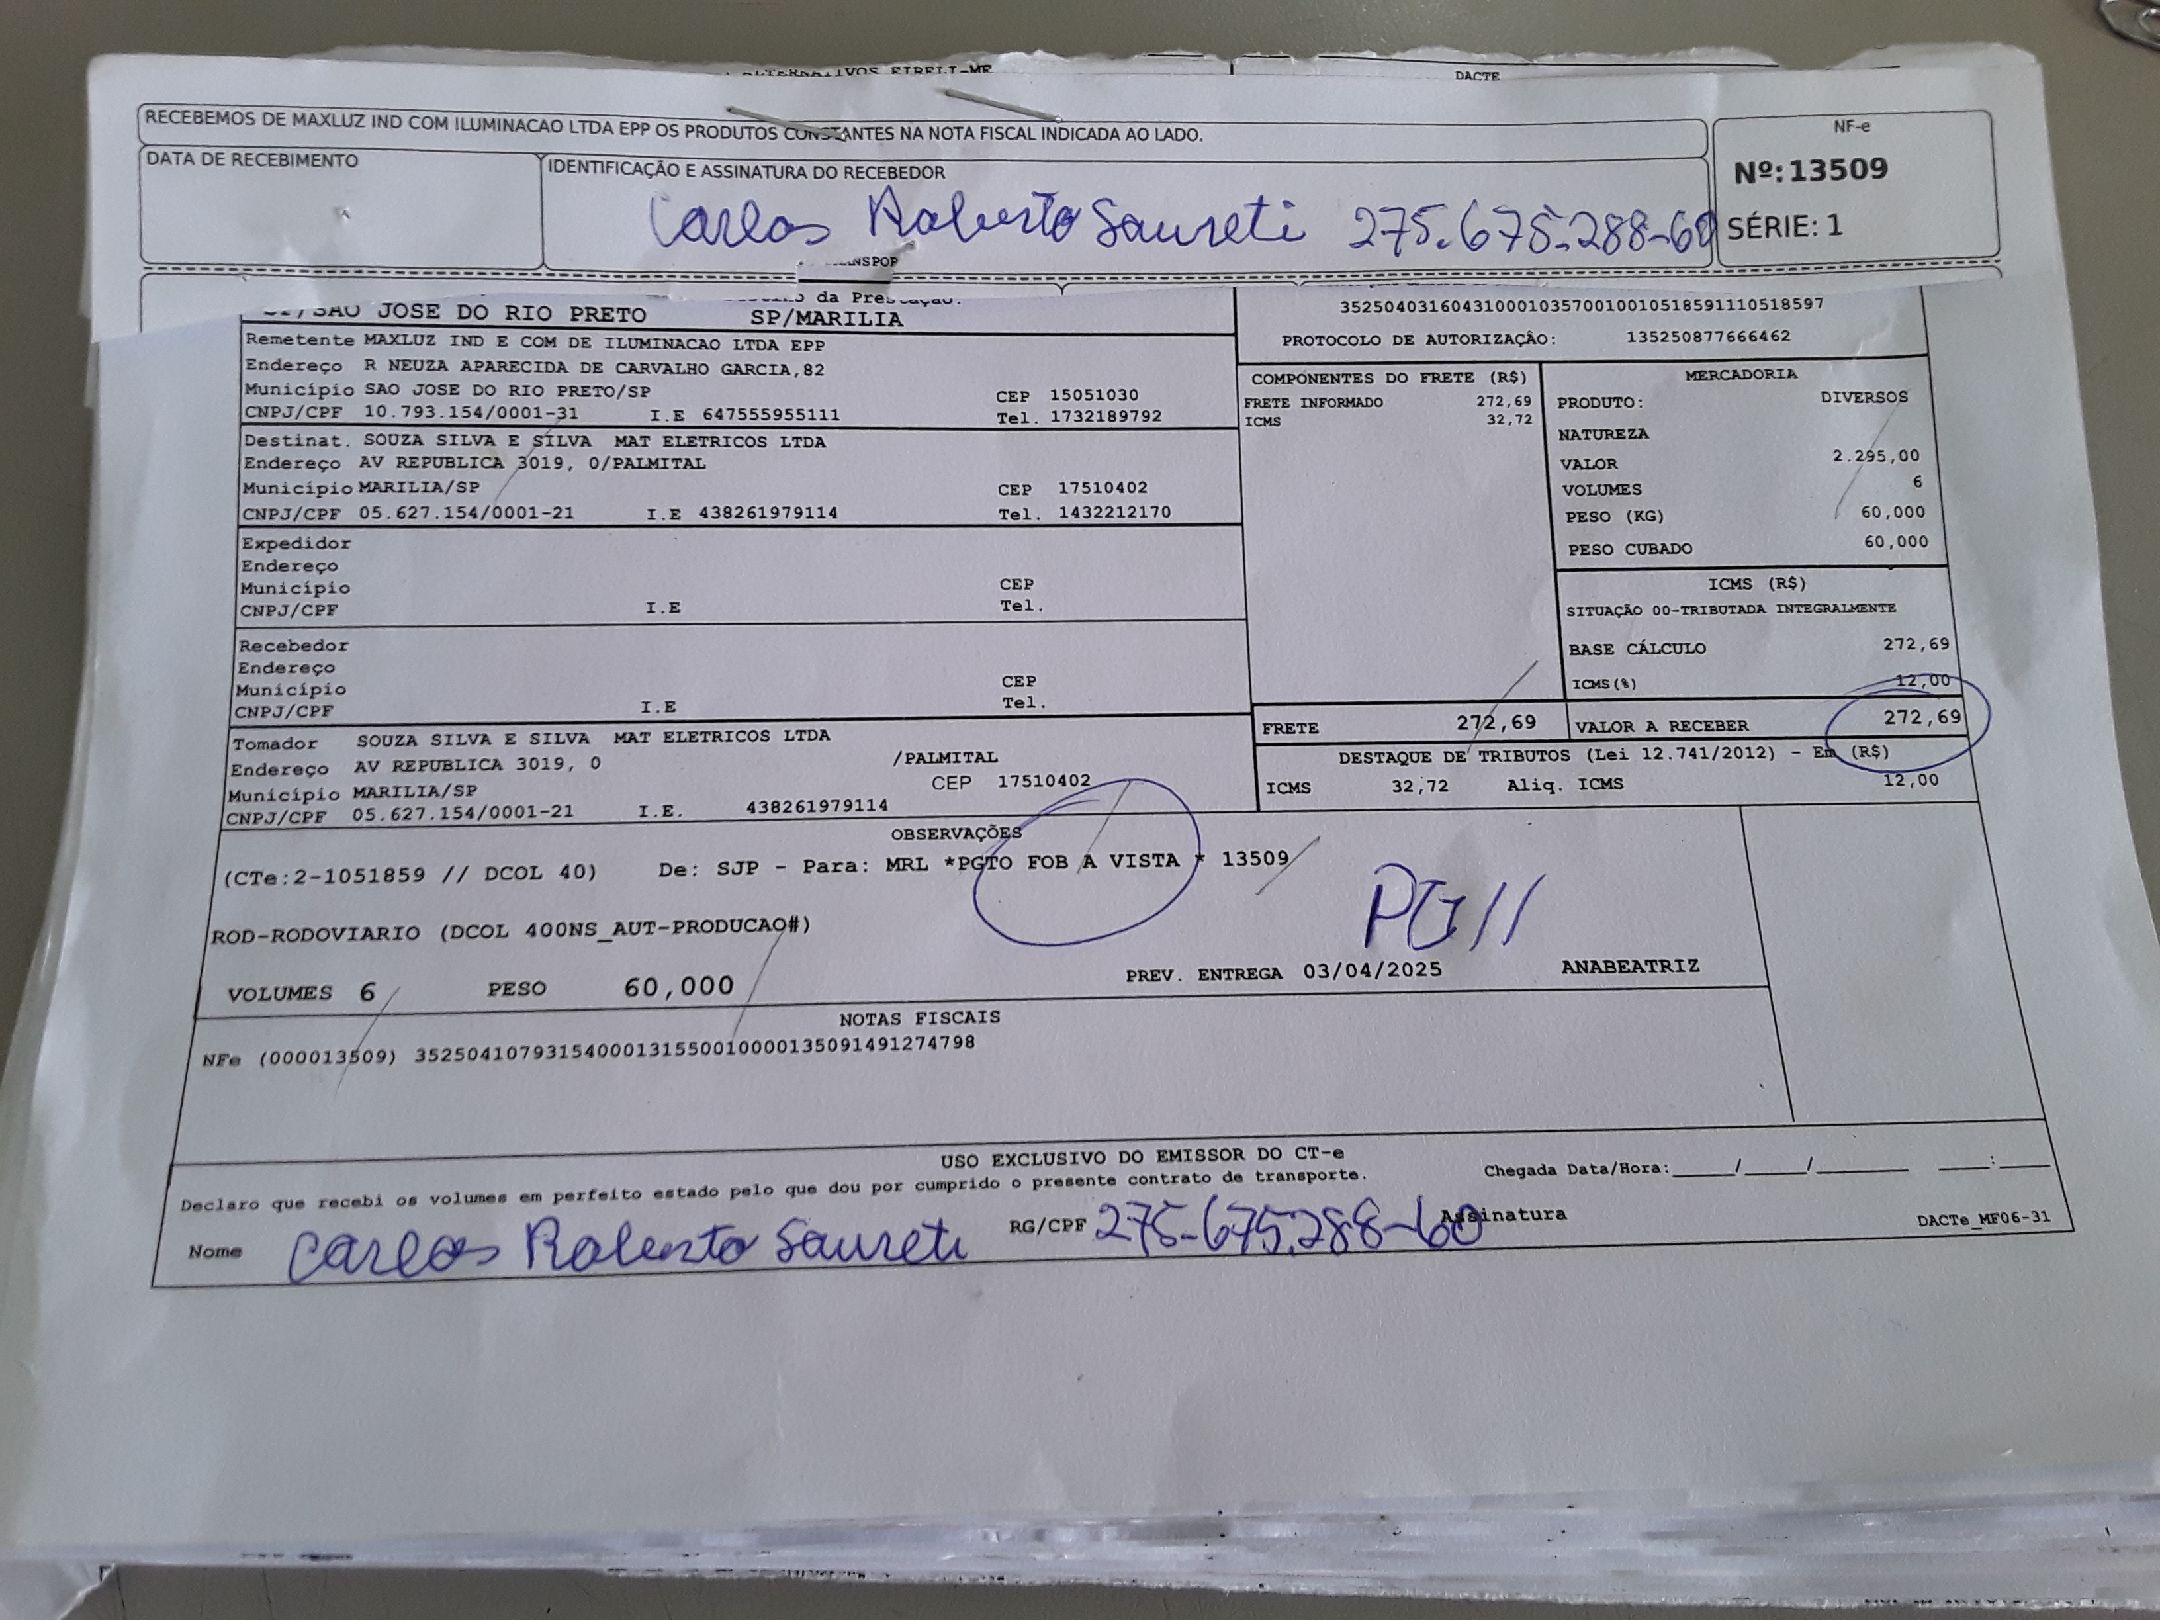 DACTE
RECEBEMOS DE MAXLUZ IND COM ILUMINACAO LTDA EPP OS PRODUTOS CONSTANTES NA NOTA FISCAL INDICADA AO LADO.
NF-e
Nº: 13509
SÉRIE: 1
DATA DE RECEBIMENTO
IDENTIFICAÇÃO E ASSINATURA DO RECEBEDOR
Carlos Roberto Saureti 275.675.288-60
SAO JOSE DO RIO PRETO SP/MARILIA
35250403160431000103570010010518591110518597
PROTOCOLO DE AUTORIZAÇÃO: 135250877666462
Remetente MAXLUZ IND E COM DE ILUMINACAO LTDA EPP
Endereço R NEUZA APARECIDA DE CARVALHO GARCIA,82
Município SAO JOSE DO RIO PRETO/SP CEP 15051030
CNPJ/CPF 10.793.154/0001-31 I.E 647555955111 Tel. 1732189792
Destinat. SOUZA SILVA E SILVA MAT ELETRICOS LTDA
Endereço AV REPUBLICA 3019, 0/PALMITAL
Município MARILIA/SP CEP 17510402
CNPJ/CPF 05.627.154/0001-21 I.E 438261979114 Tel. 1432212170
Expedidor
Endereço
Município CEP
CNPJ/CPF I.E Tel.
Recebedor
Endereço
Município CEP
CNPJ/CPF I.E Tel.
Tomador SOUZA SILVA E SILVA MAT ELETRICOS LTDA
Endereço AV REPUBLICA 3019, 0 /PALMITAL
Município MARILIA/SP CEP 17510402
CNPJ/CPF 05.627.154/0001-21 I.E. 438261979114
COMPONENTES DO FRETE (R$)
FRETE INFORMADO 272,69
ICMS 32,72
MERCADORIA
PRODUTO: DIVERSOS
NATUREZA
VALOR 2.295,00
VOLUMES 6
PESO (KG) 60,000
PESO CUBADO 60,000
ICMS (R$)
SITUAÇÃO 00-TRIBUTADA INTEGRALMENTE
BASE CÁLCULO 272,69
ICMS(%) 12,00
FRETE 272,69 VALOR A RECEBER 272,69
DESTAQUE DE TRIBUTOS (Lei 12.741/2012) - Em (R$)
ICMS 32,72 Aliq. ICMS 12,00
OBSERVAÇÕES
(CTe:2-1051859 // DCOL 40) De: SJP - Para: MRL *PGTO FOB A VISTA * 13509
PG//
ROD-RODOVIARIO (DCOL 400NS_AUT-PRODUCAO#)
VOLUMES 6 PESO 60,000 PREV. ENTREGA 03/04/2025 ANABEATRIZ
NOTAS FISCAIS
NFe (000013509) 35250410793154000131550010000135091491274798
USO EXCLUSIVO DO EMISSOR DO CT-e
Declaro que recebi os volumes em perfeito estado pelo que dou por cumprido o presente contrato de transporte. Chegada Data/Hora:____/____/________ ____:____
Nome Carlos Roberto Saureti RG/CPF 275.675.288-60 Assinatura DACTe_MF06-31